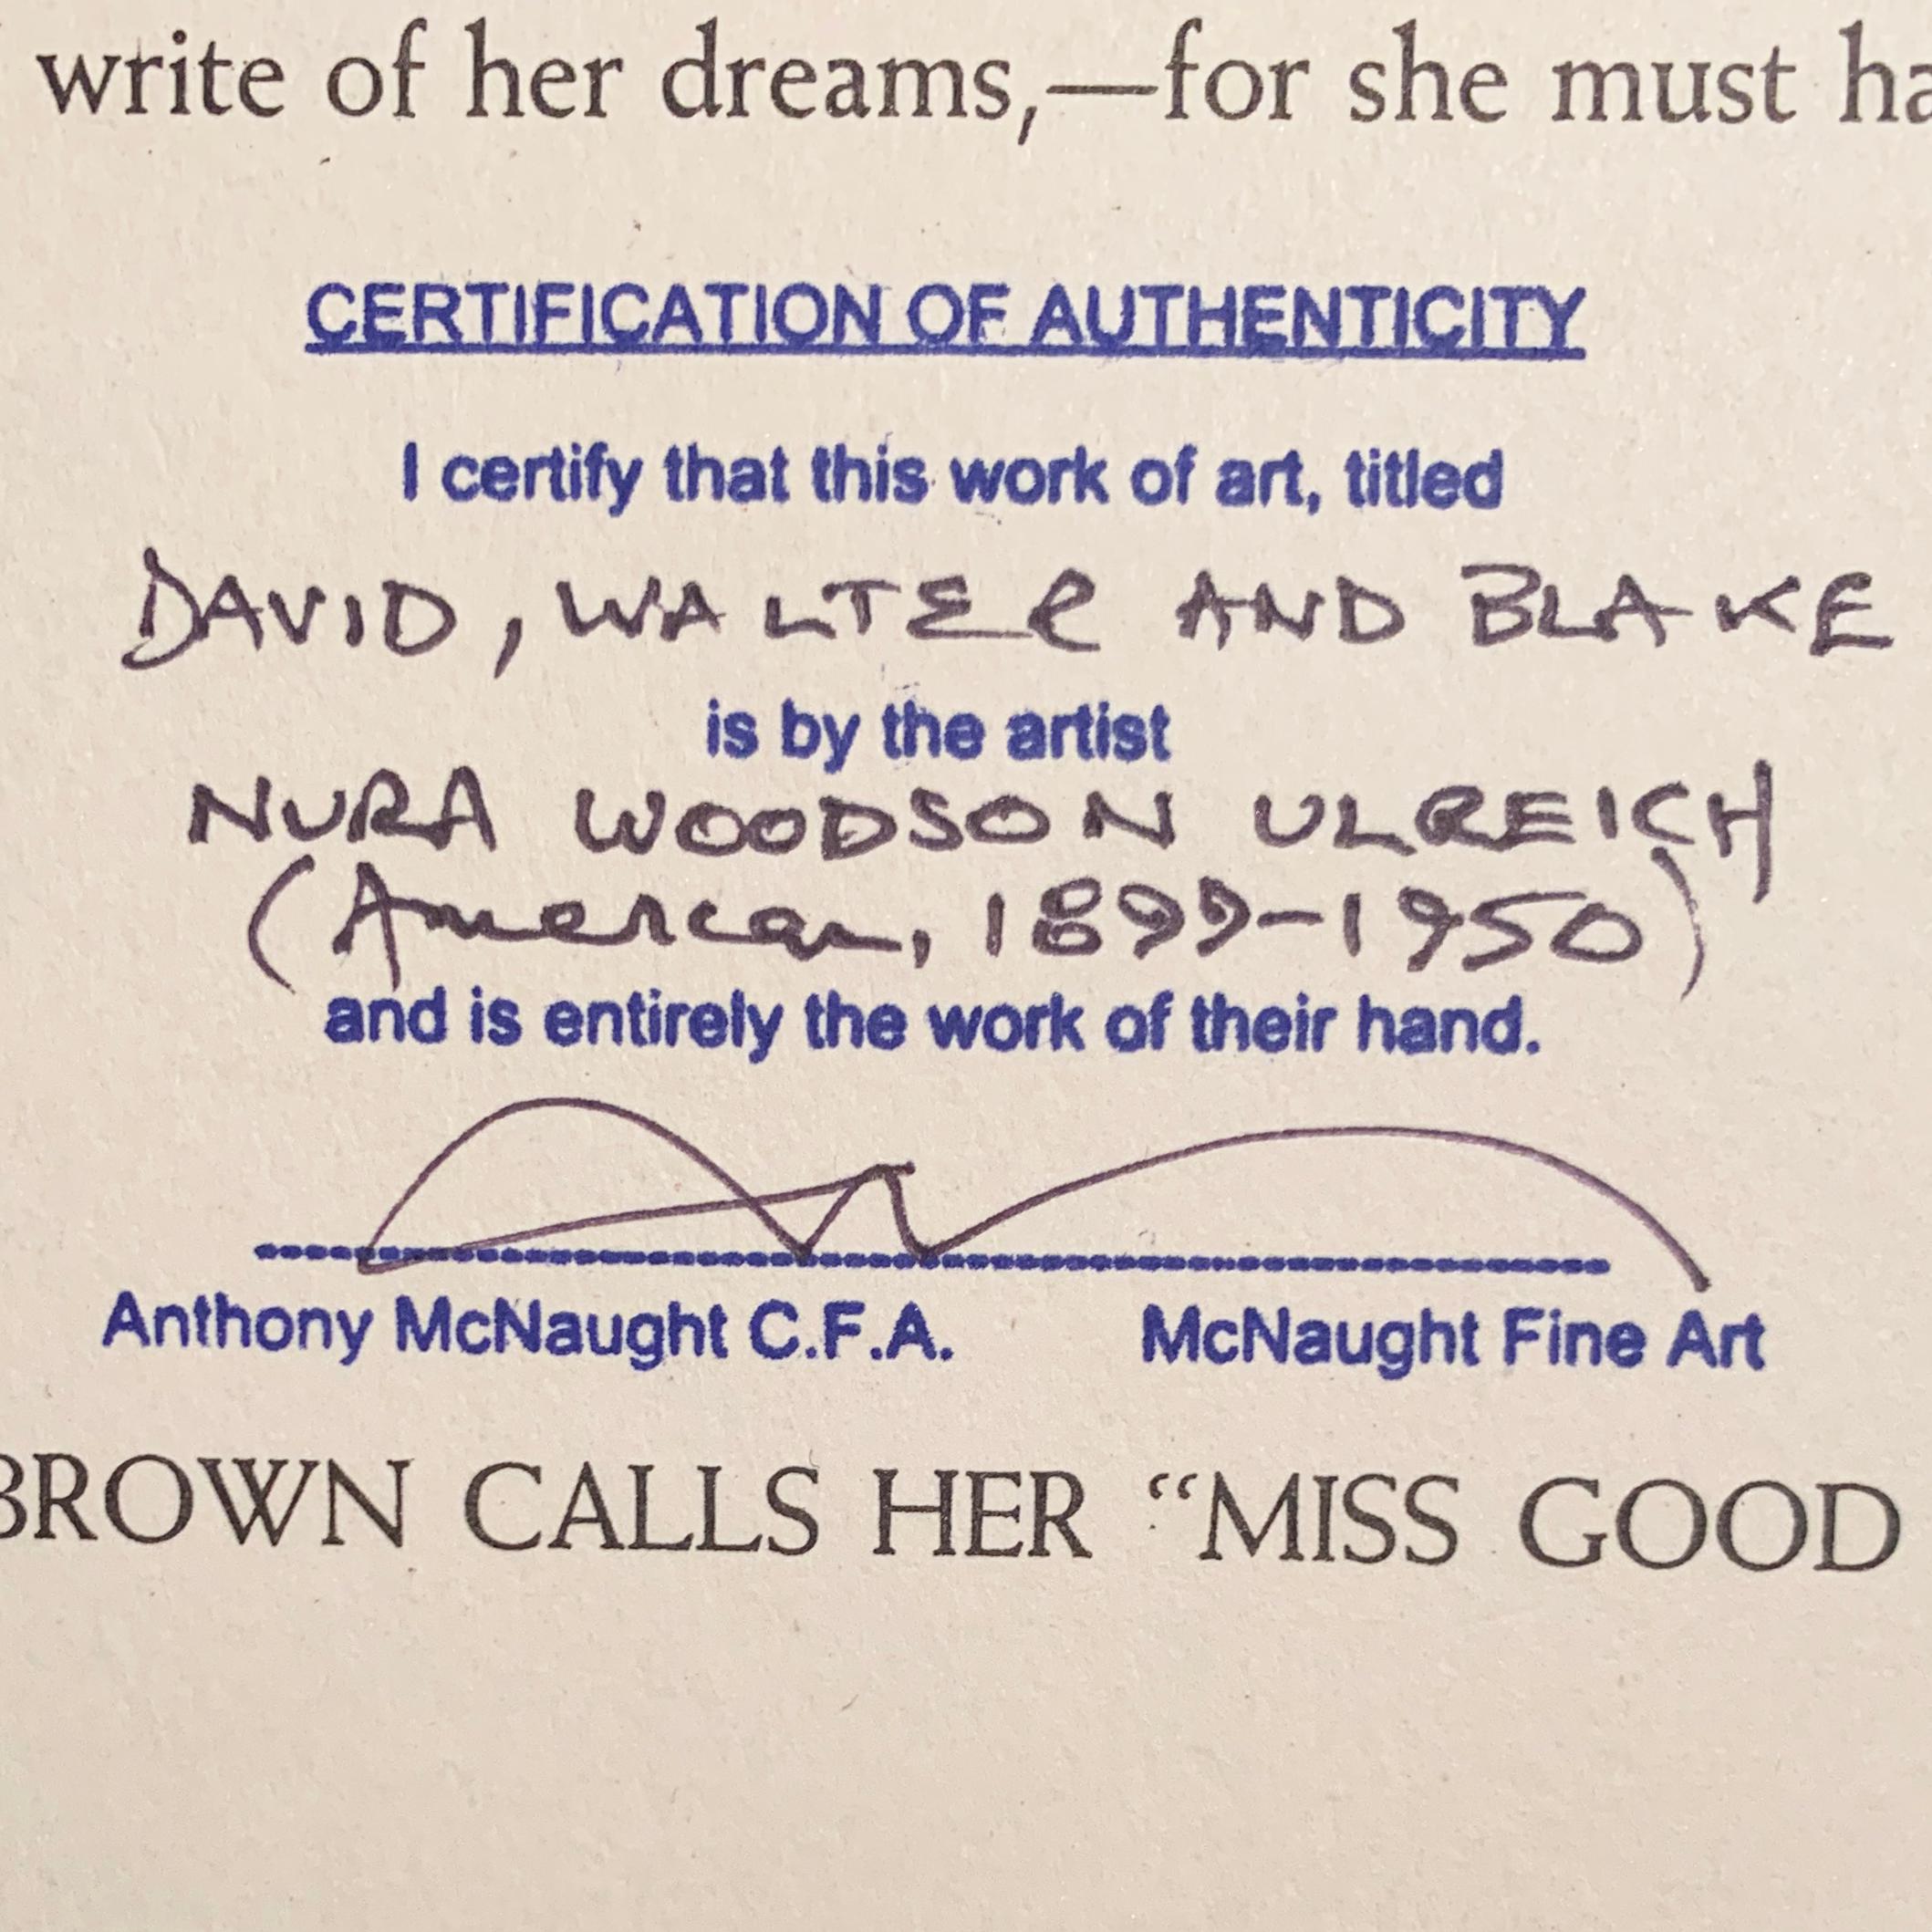 write of her dreams,—for she must ha
CERTIFICATION OF AUTHENTICITY
I certify that this work of art, titled
DAVID, WALTER AND BLAKE
is by the artist
NURA WOODSON ULREICH
(American, 1899-1950)
and is entirely the work of their hand.
Anthony McNaught C.F.A. McNaught Fine Art
BROWN CALLS HER “MISS GOOD